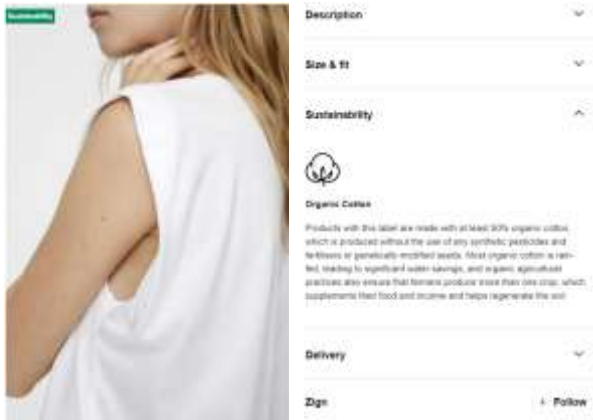 Sustainability
Description
Size & fit
Sustainability
Organic Cotton
Products with this label are made with at least 50% organic cotton,
which is produced without the use of any synthetic pesticides and
fertilisers or genetically-modified seeds. Most organic cotton is rain-
fed, leading to significant water savings, and organic agricultural
practices also ensure that farmers produce more than one crop, which
supplements their food and income and helps regenerate the soil
Delivery
Zign
+ Follow